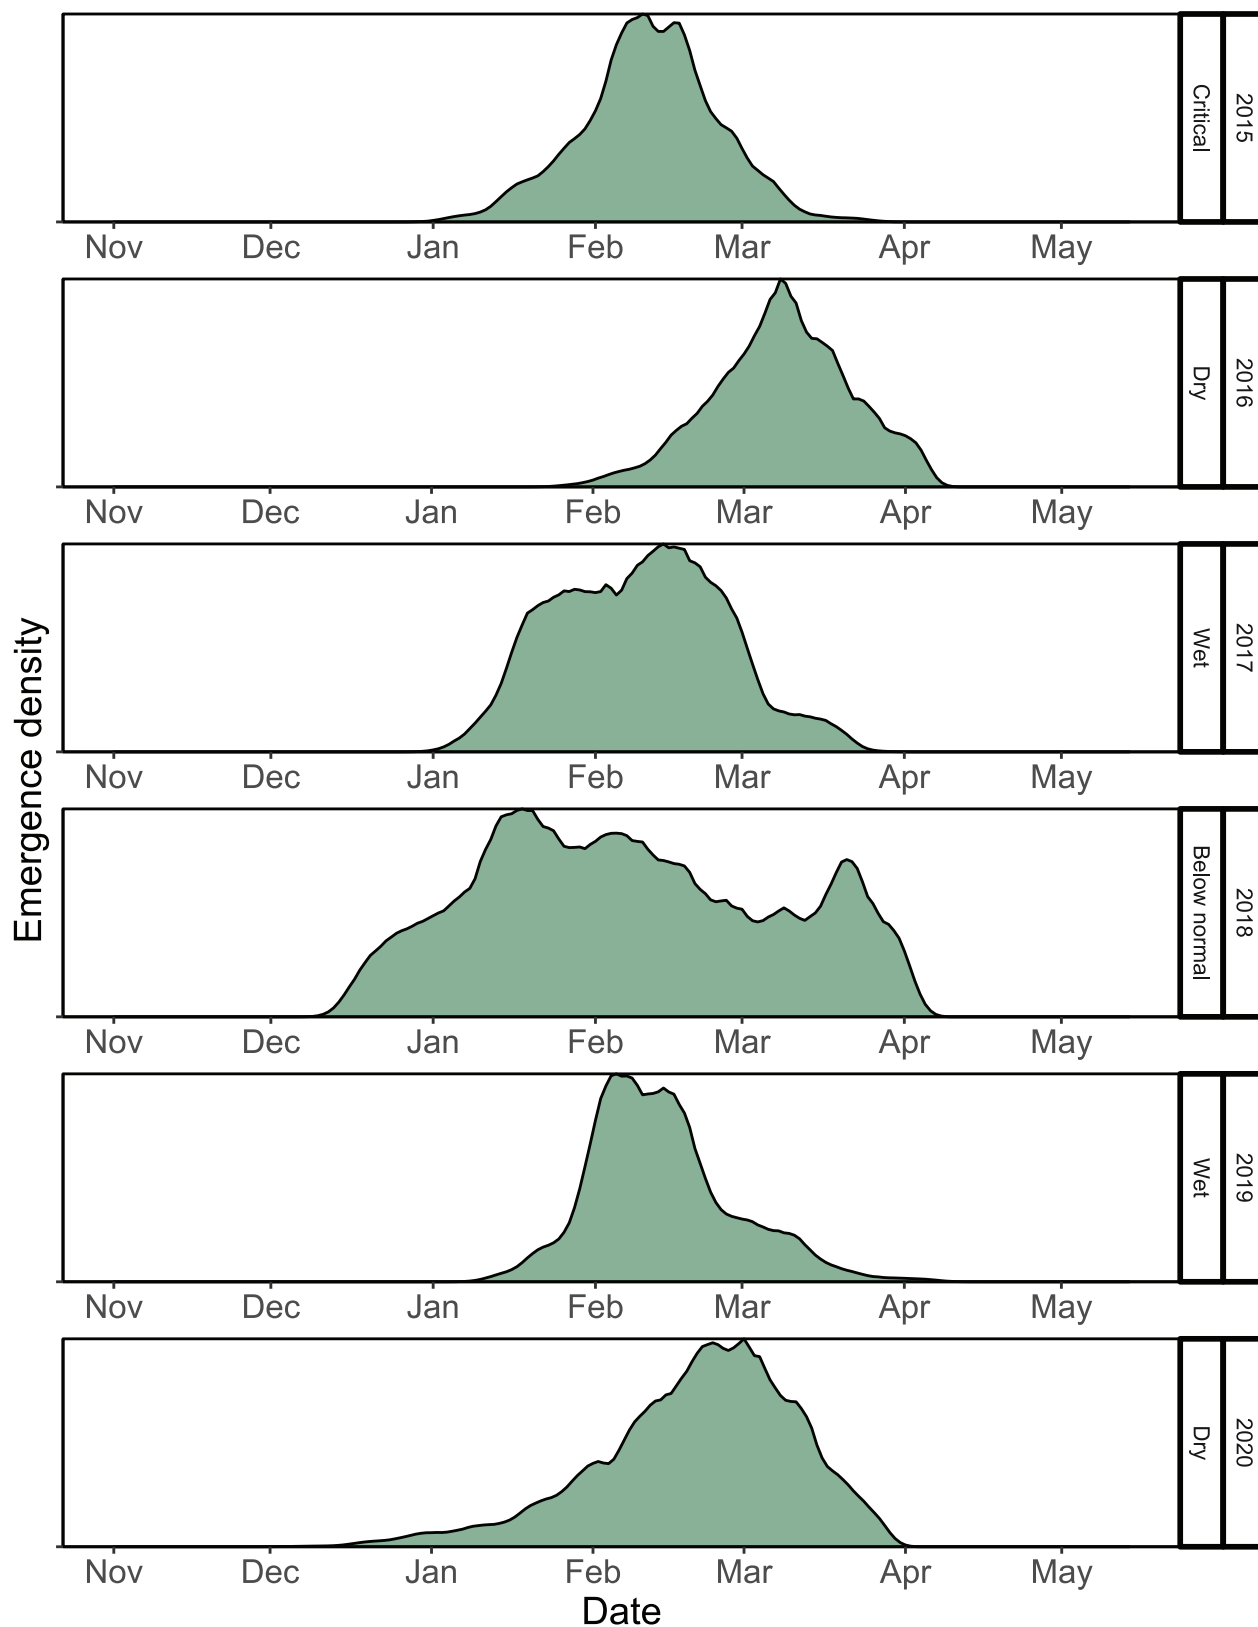 Critical
2015
Nov Dec Jan Feb Mar Apr May
Dry
2016
Nov Dec Jan Feb Mar Apr May
Wet
2017
Nov Dec Jan Feb Mar Apr May
Emergence density
Below normal
2018
Nov Dec Jan Feb Mar Apr May
Wet
2019
Nov Dec Jan Feb Mar Apr May
Dry
2020
Nov Dec Jan Feb Mar Apr May
Date